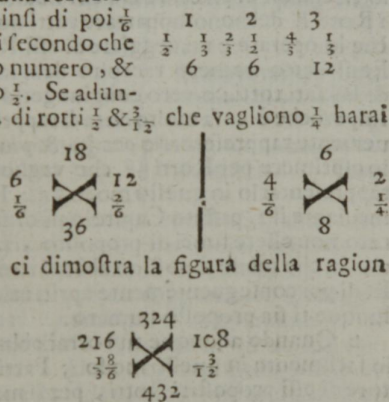 insi di poi 1/6 1 2 3
ſecondo che 1/2 1/3 2/3 1/2 4/3 1/3
numero, & 6 6 12
1/2. Se adun-
di rotti 1/2 & 3/12 che vagliono 1/4 harai
18 6
6 12 4 2
1/6 2/6 1/6 1/4
36 8
ci dimoſtra la figura della ragion
324
216 108
18/36 3/12
432